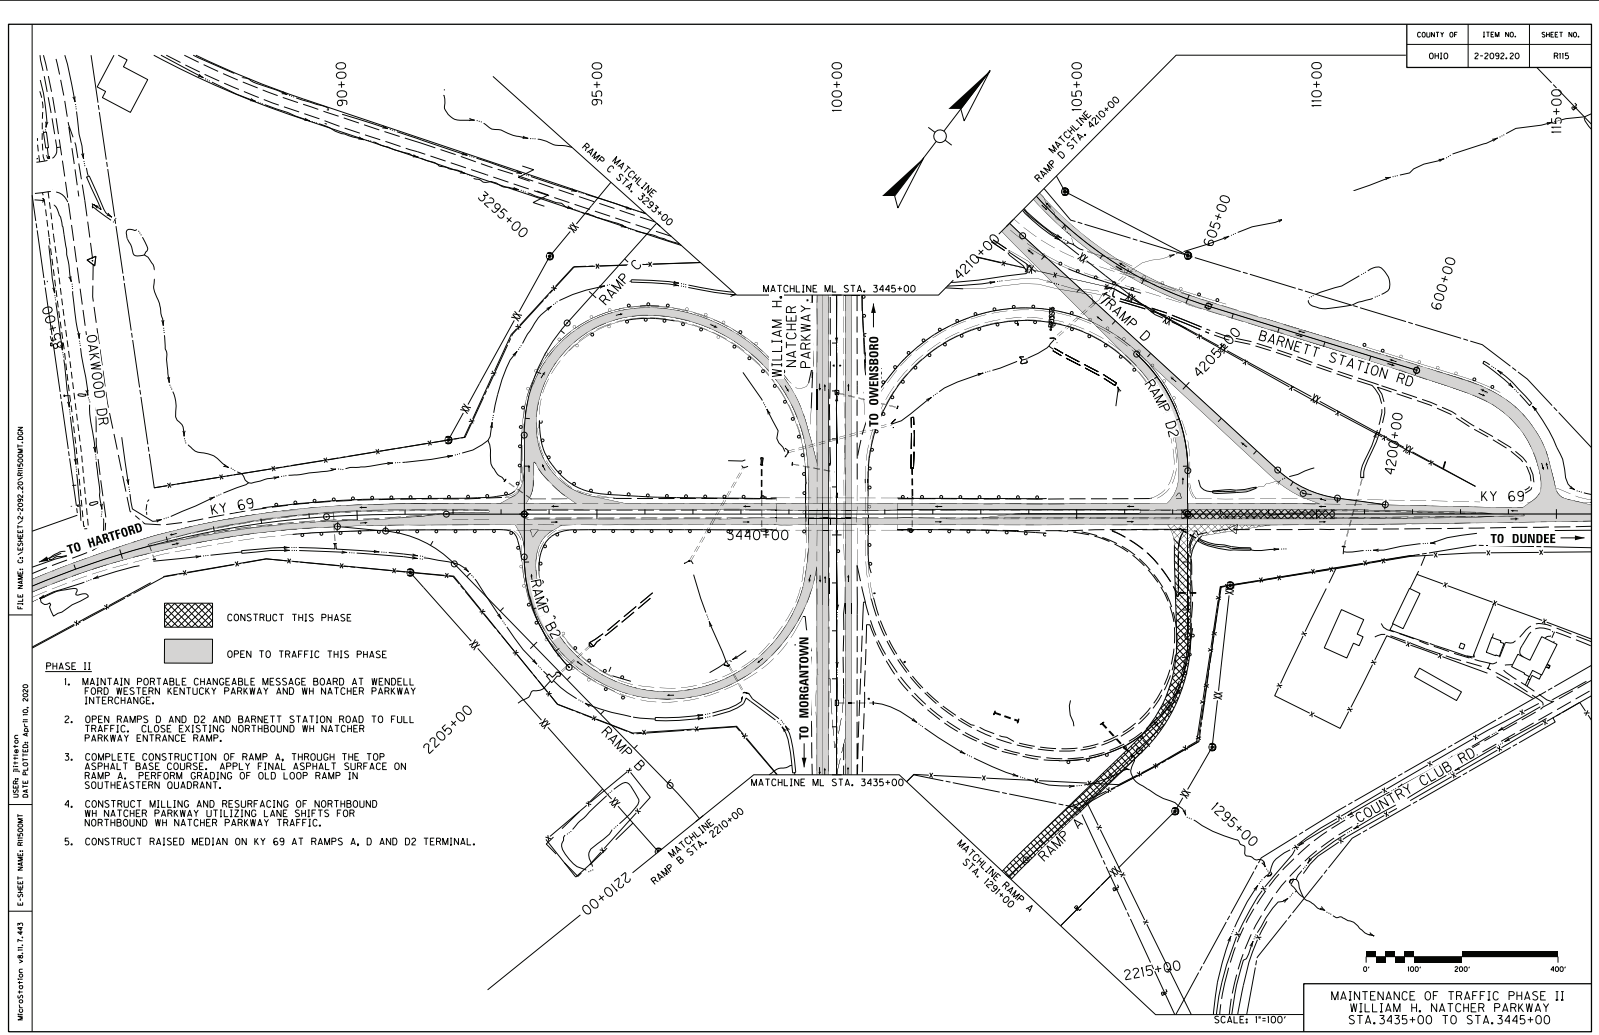 COUNTY OF
ITEM NO.
SHEET NO.
OHIO
2-2092.20
R115
90+00
95+00
100+00
105+00
110+00
115+00
MATCHLINE
RAMP C STA. 3293+00
MATCHLINE
RAMP D STA. 4210+00
3295+00
605+00
600+00
4210+00
RAMP C
MATCHLINE ML STA. 3445+00
WILLIAM H.
NATCHER
PARKWAY.
TO OWENSBORO
RAMP D
4205+00
BARNETT STATION RD
RAMP D2
4200+00
85+00
OAKWOOD DR
KY 69
KY 69
TO HARTFORD
3440+00
TO DUNDEE
RAMP B2
CONSTRUCT THIS PHASE
OPEN TO TRAFFIC THIS PHASE
PHASE II
1. MAINTAIN PORTABLE CHANGEABLE MESSAGE BOARD AT WENDELL
FORD WESTERN KENTUCKY PARKWAY AND WH NATCHER PARKWAY
INTERCHANGE.
2. OPEN RAMPS D AND D2 AND BARNETT STATION ROAD TO FULL
TRAFFIC. CLOSE EXISTING NORTHBOUND WH NATCHER
PARKWAY ENTRANCE RAMP.
3. COMPLETE CONSTRUCTION OF RAMP A, THROUGH THE TOP
ASPHALT BASE COURSE. APPLY FINAL ASPHALT SURFACE ON
RAMP A. PERFORM GRADING OF OLD LOOP RAMP IN
SOUTHEASTERN QUADRANT.
4. CONSTRUCT MILLING AND RESURFACING OF NORTHBOUND
WH NATCHER PARKWAY UTILIZING LANE SHIFTS FOR
NORTHBOUND WH NATCHER PARKWAY TRAFFIC.
5. CONSTRUCT RAISED MEDIAN ON KY 69 AT RAMPS A, D AND D2 TERMINAL.
2205+00
RAMP B
TO MORGANTOWN
MATCHLINE ML STA. 3435+00
MATCHLINE
RAMP B STA. 2210+00
2210+00
RAMP A
MATCHLINE RAMP A
STA. 1291+00
1295+00
COUNTRY CLUB RD
2215+00
0'
100'
200'
400'
SCALE: 1"=100'
MAINTENANCE OF TRAFFIC PHASE II
WILLIAM H. NATCHER PARKWAY
STA.3435+00 TO STA.3445+00
FILE NAME: C:\ESHEET\2-2092.20\R11500MT.DGN
USER: jlittleton
DATE PLOTTED: April 10, 2020
E-SHEET NAME: R11500MT
MicroStation v8.11.7.443